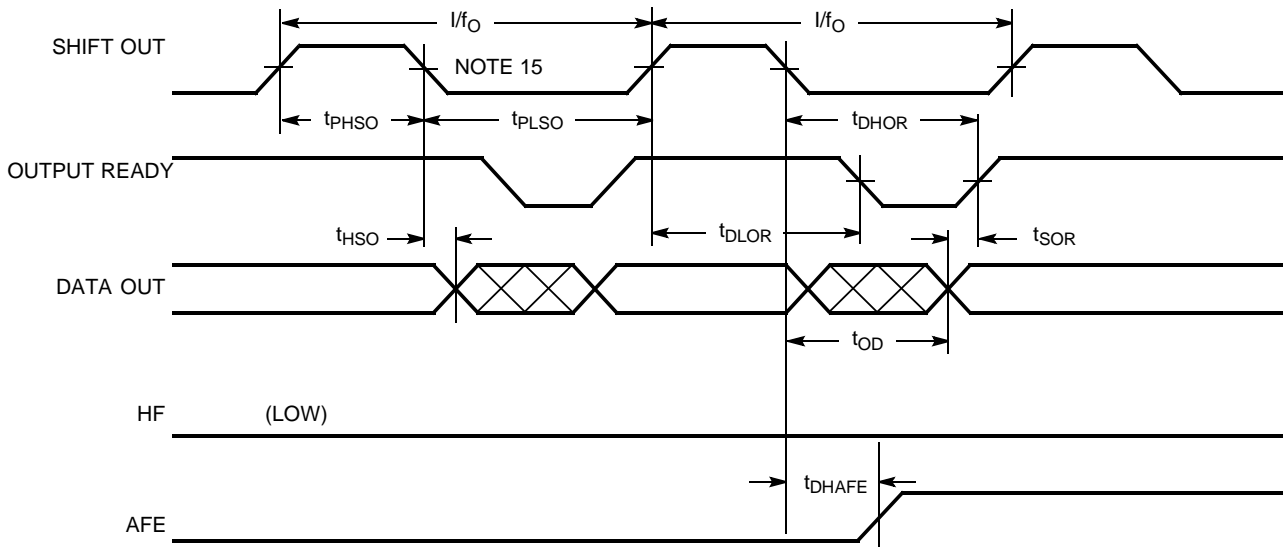 I/fO I/fO
SHIFT OUT
NOTE 15
tPHSO tPLSO tDHOR
OUTPUT READY
tHSO tDLOR tSOR
DATA OUT
tOD
HF (LOW)
tDHAFE
AFE